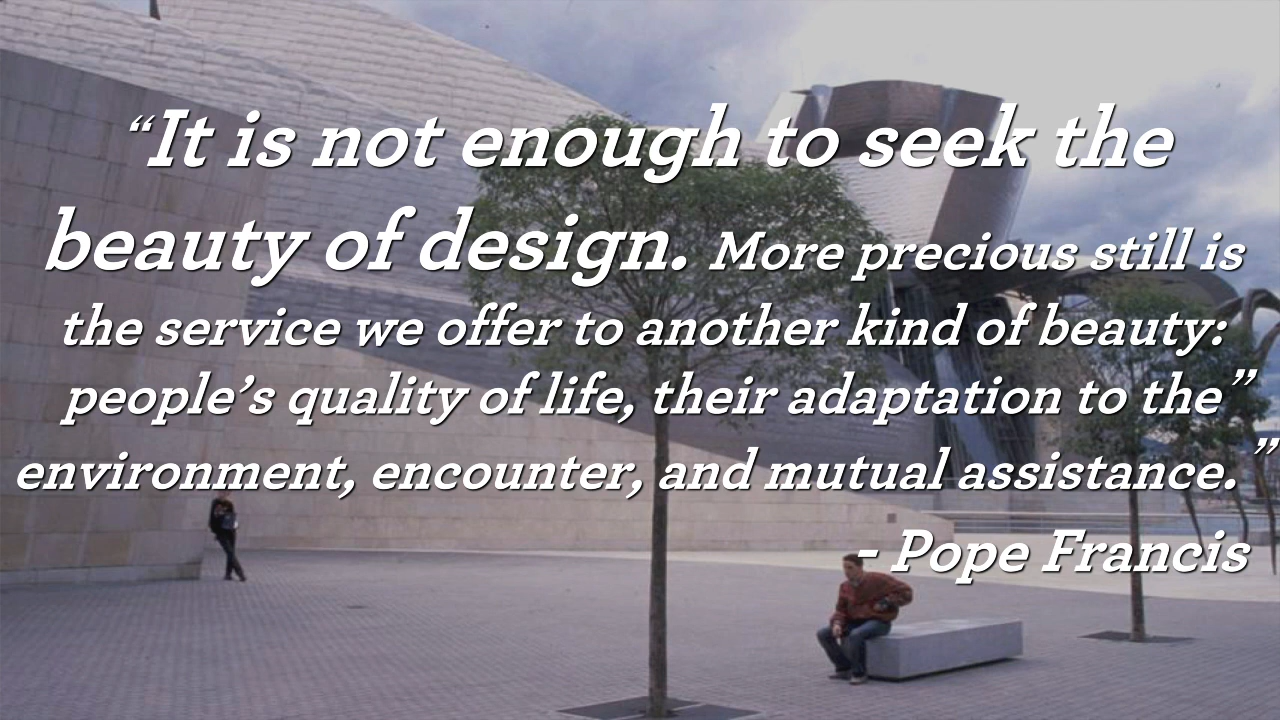 “It is not enough to seek the
beauty of design. More precious still is
the service we offer to another kind of beauty:
people’s quality of life, their adaptation to the”
environment, encounter, and mutual assistance.”
- Pope Francis